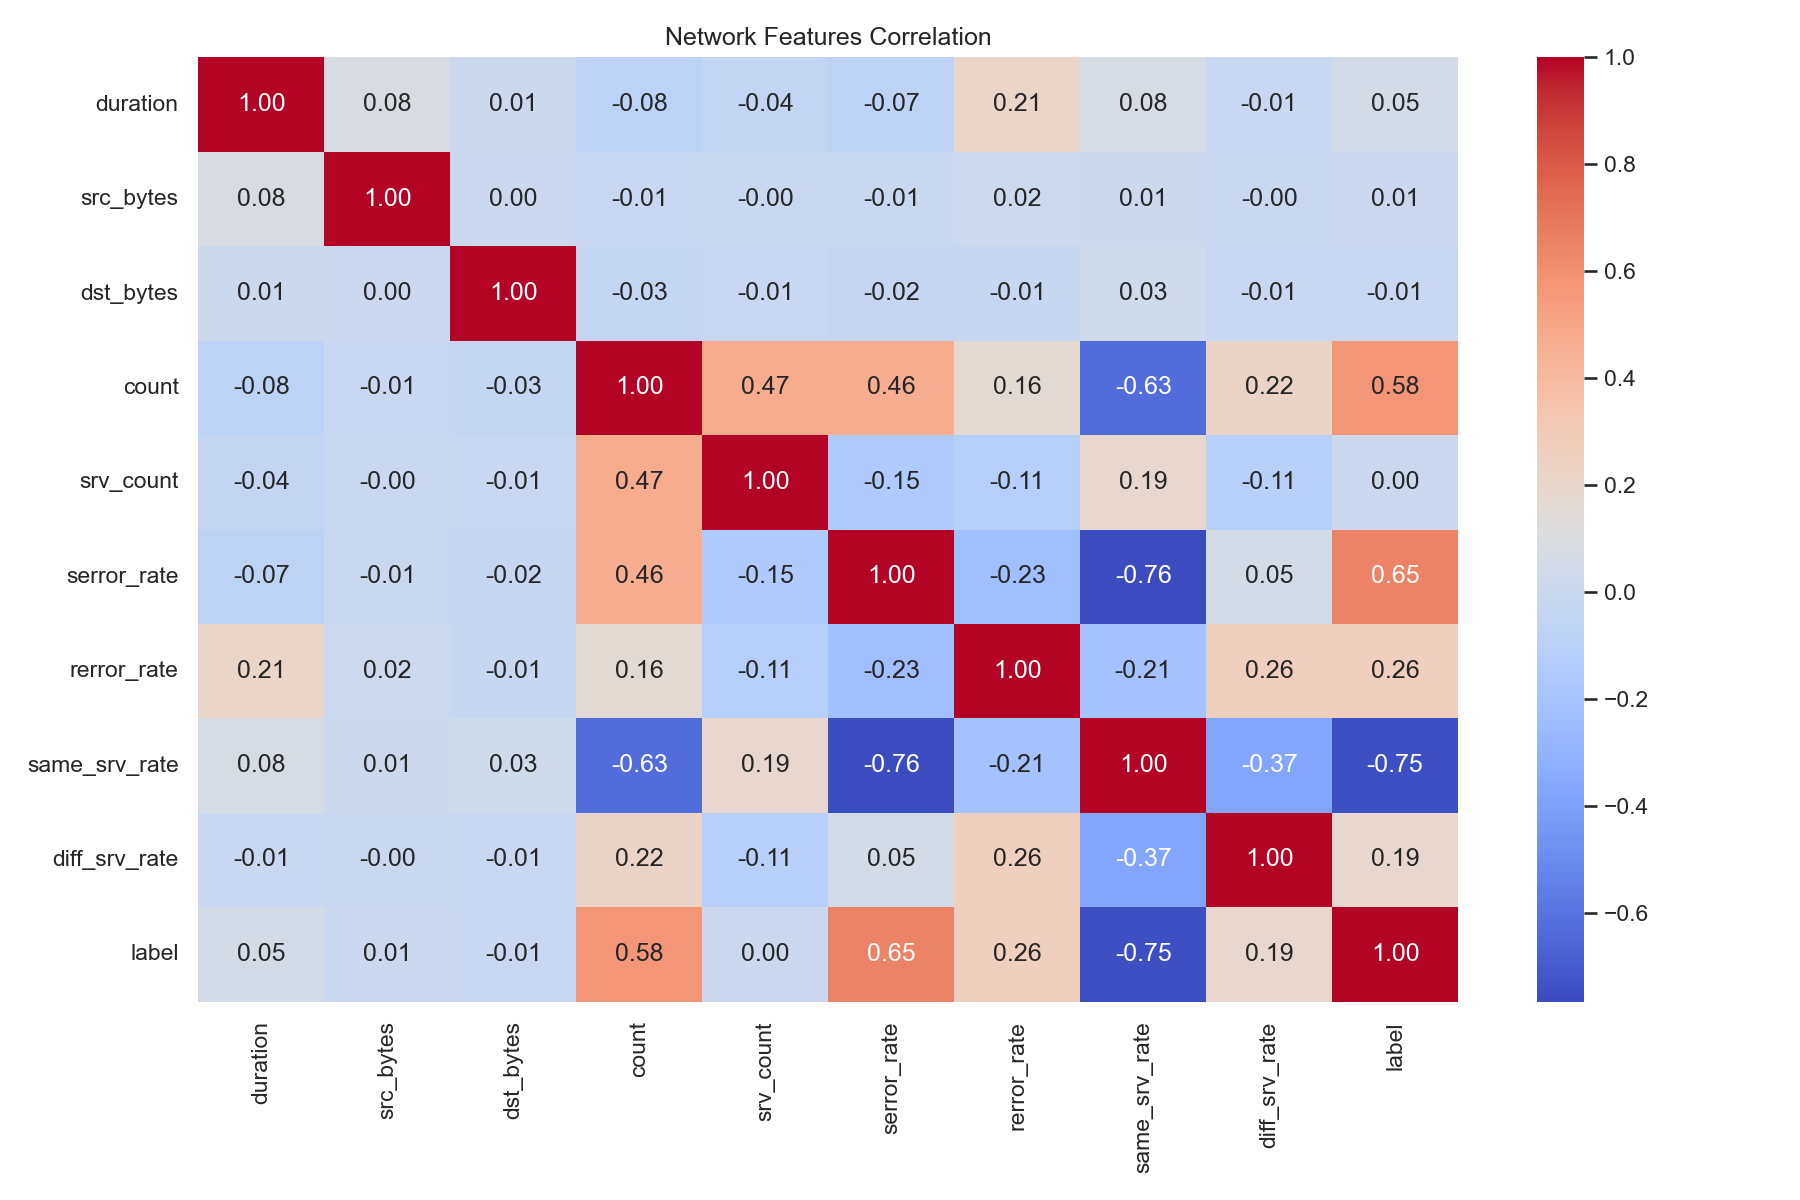 Network Features Correlation
duration 1.00 0.08 0.01 -0.08 -0.04 -0.07 0.21 0.08 -0.01 0.05
src_bytes 0.08 1.00 0.00 -0.01 -0.00 -0.01 0.02 0.01 -0.00 0.01
dst_bytes 0.01 0.00 1.00 -0.03 -0.01 -0.02 -0.01 0.03 -0.01 -0.01
count -0.08 -0.01 -0.03 1.00 0.47 0.46 0.16 -0.63 0.22 0.58
srv_count -0.04 -0.00 -0.01 0.47 1.00 -0.15 -0.11 0.19 -0.11 0.00
serror_rate -0.07 -0.01 -0.02 0.46 -0.15 1.00 -0.23 -0.76 0.05 0.65
rerror_rate 0.21 0.02 -0.01 0.16 -0.11 -0.23 1.00 -0.21 0.26 0.26
same_srv_rate 0.08 0.01 0.03 -0.63 0.19 -0.76 -0.21 1.00 -0.37 -0.75
diff_srv_rate -0.01 -0.00 -0.01 0.22 -0.11 0.05 0.26 -0.37 1.00 0.19
label 0.05 0.01 -0.01 0.58 0.00 0.65 0.26 -0.75 0.19 1.00
duration
src_bytes
dst_bytes
count
srv_count
serror_rate
rerror_rate
same_srv_rate
diff_srv_rate
label
1.0
0.8
0.6
0.4
0.2
0.0
−0.2
−0.4
−0.6